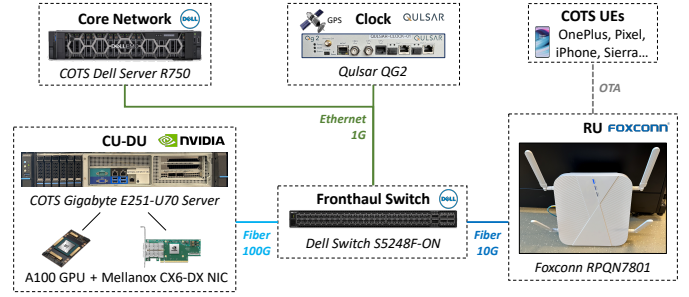 Core Network
DELL
COTS Dell Server R750
GPS
Clock
QULSAR
Qg2
QULSAR
Qulsar QG2
COTS UEs
OnePlus, Pixel,
iPhone, Sierra...
OTA
Ethernet
1G
CU-DU
NVIDIA
COTS Gigabyte E251-U70 Server
A100 GPU + Mellanox CX6-DX NIC
Fiber
100G
Fronthaul Switch
DELL
Dell Switch S5248F-ON
Fiber
10G
RU
FOXCONN
Foxconn RPQN7801